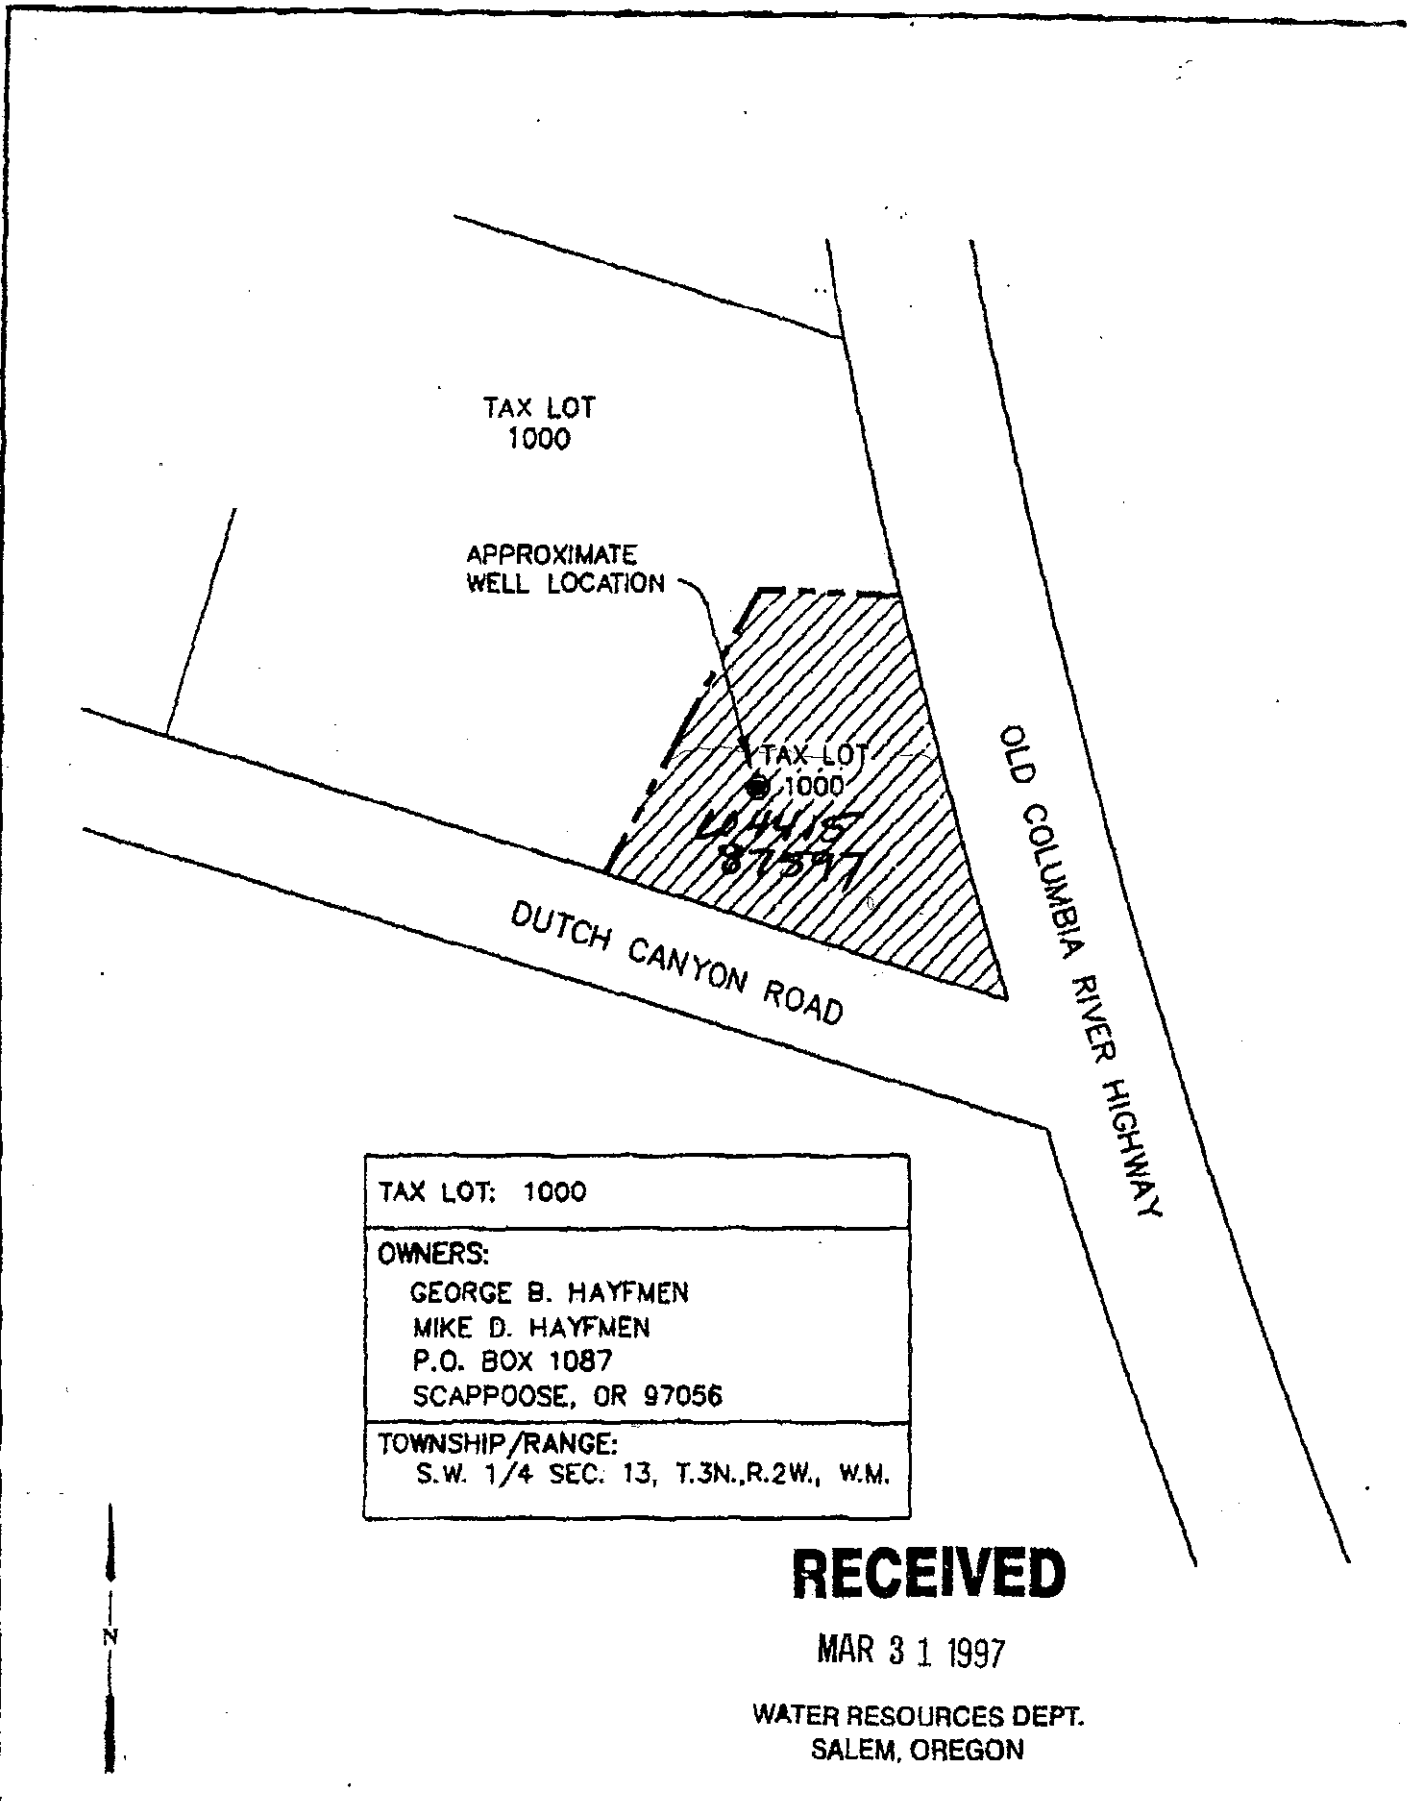 TAX LOT
1000
APPROXIMATE
WELL LOCATION
TAX LOT
1000
87597
DUTCH CANYON ROAD
OLD COLUMBIA RIVER HIGHWAY
TAX LOT: 1000
OWNERS:
GEORGE B. HAYFMEN
MIKE D. HAYFMEN
P.O. BOX 1087
SCAPPOOSE, OR 97056
TOWNSHIP/RANGE:
S.W. 1/4 SEC. 13, T.3N.,R.2W., W.M.
N
RECEIVED
MAR 31 1997
WATER RESOURCES DEPT.
SALEM, OREGON